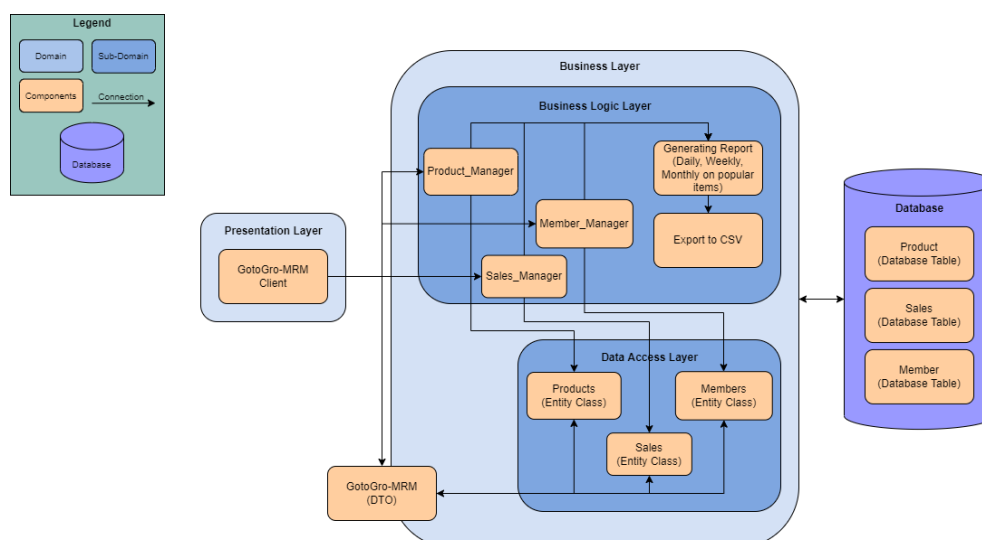 Legend
Domain
Sub-Domain
Components
Connection
Database
Business Layer
Business Logic Layer
Product_Manager
Generating Report
(Daily, Weekly,
Monthly on popular
items)
Member_Manager
Export to CSV
Sales_Manager
Presentation Layer
GotoGro-MRM
Client
Data Access Layer
Products
(Entity Class)
Members
(Entity Class)
Sales
(Entity Class)
GotoGro-MRM
(DTO)
Database
Product
(Database Table)
Sales
(Database Table)
Member
(Database Table)